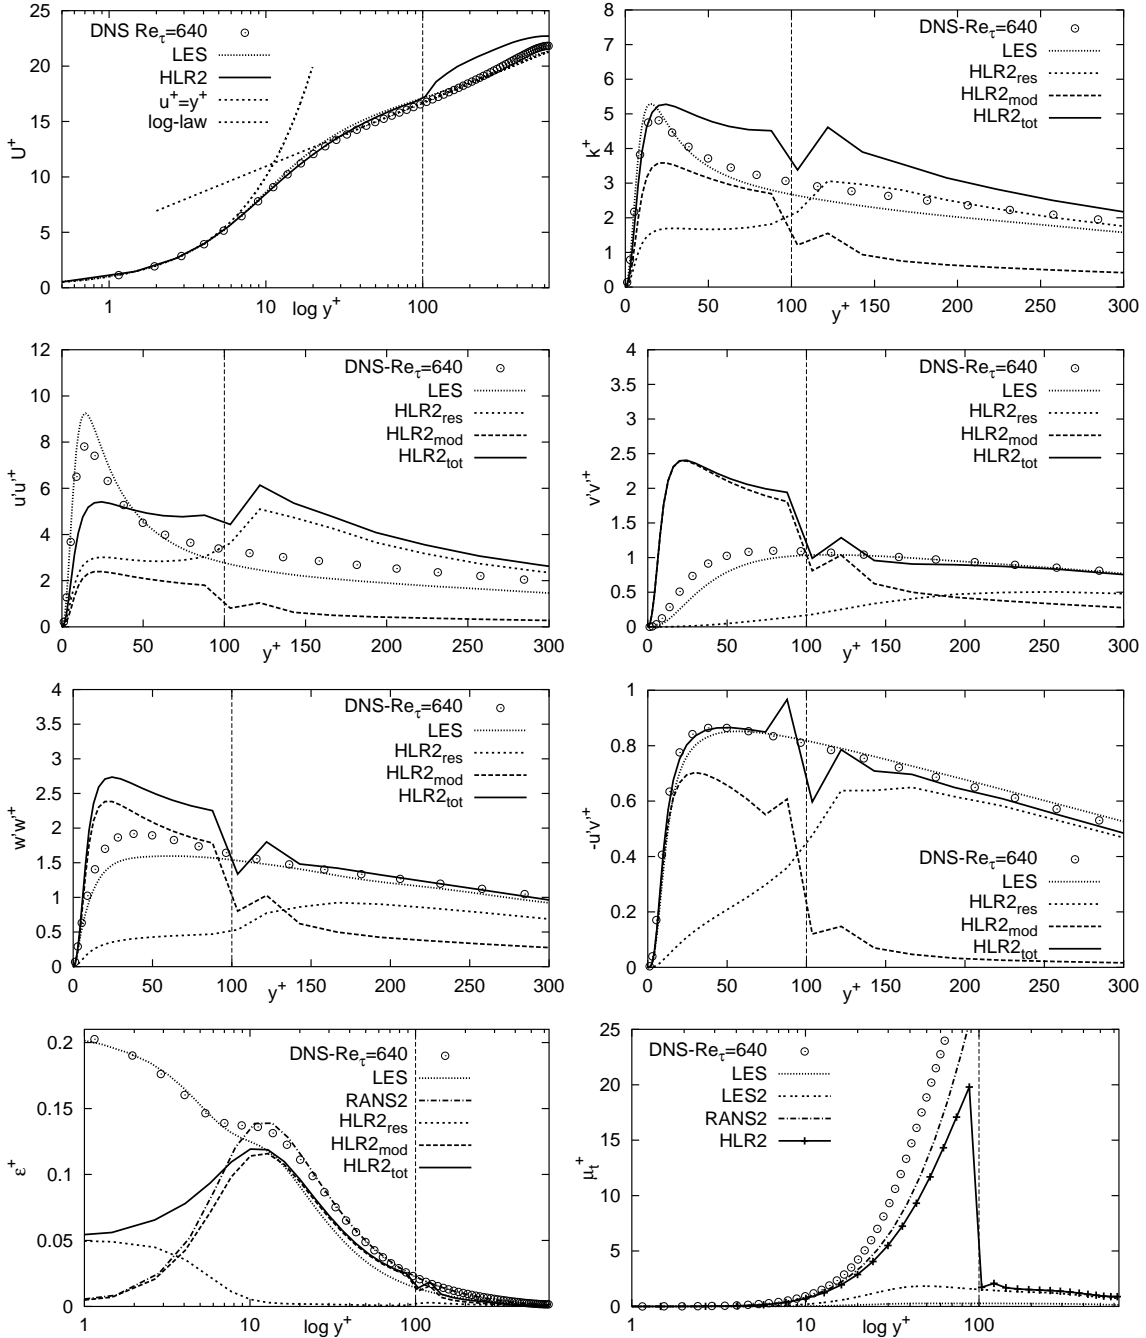 25
20
15
10
5
0
U⁺
1
10
100
log y⁺
DNS Reτ=640
LES
HLR2
u⁺=y⁺
log-law
8
7
6
5
4
3
2
1
0
k⁺
0
50
100
150
200
250
300
y⁺
DNS-Reτ=640
LES
HLR2res
HLR2mod
HLR2tot
12
10
8
6
4
2
0
u'u'⁺
0
50
100
150
200
250
300
y⁺
DNS-Reτ=640
LES
HLR2res
HLR2mod
HLR2tot
4
3.5
3
2.5
2
1.5
1
0.5
0
v'v'⁺
0
50
100
150
200
250
300
y⁺
DNS-Reτ=640
LES
HLR2res
HLR2mod
HLR2tot
4
3.5
3
2.5
2
1.5
1
0.5
0
w'w'⁺
0
50
100
150
200
250
300
y⁺
DNS-Reτ=640
LES
HLR2res
HLR2mod
HLR2tot
1
0.8
0.6
0.4
0.2
0
-u'v'⁺
0
50
100
150
200
250
300
y⁺
DNS-Reτ=640
LES
HLR2res
HLR2mod
HLR2tot
0.2
0.15
0.1
0.05
0
ε⁺
1
10
100
log y⁺
DNS-Reτ=640
LES
RANS2
HLR2res
HLR2mod
HLR2tot
25
20
15
10
5
0
μt⁺
1
10
100
log y⁺
DNS-Reτ=640
LES
LES2
RANS2
HLR2